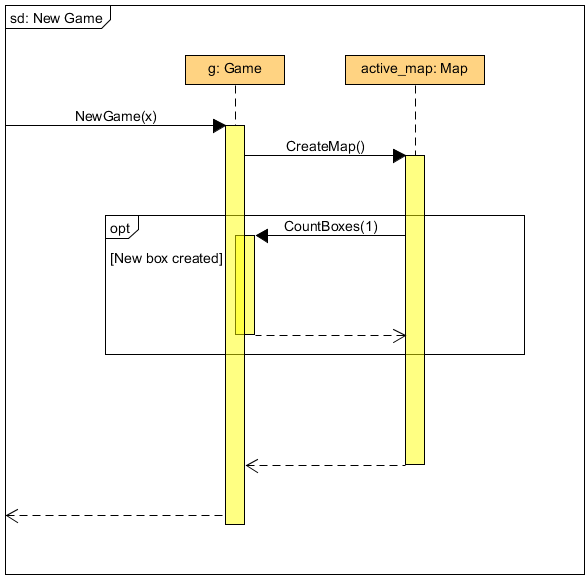 sd: New Game
g: Game
active_map: Map
NewGame(x)
CreateMap()
opt
CountBoxes(1)
[New box created]